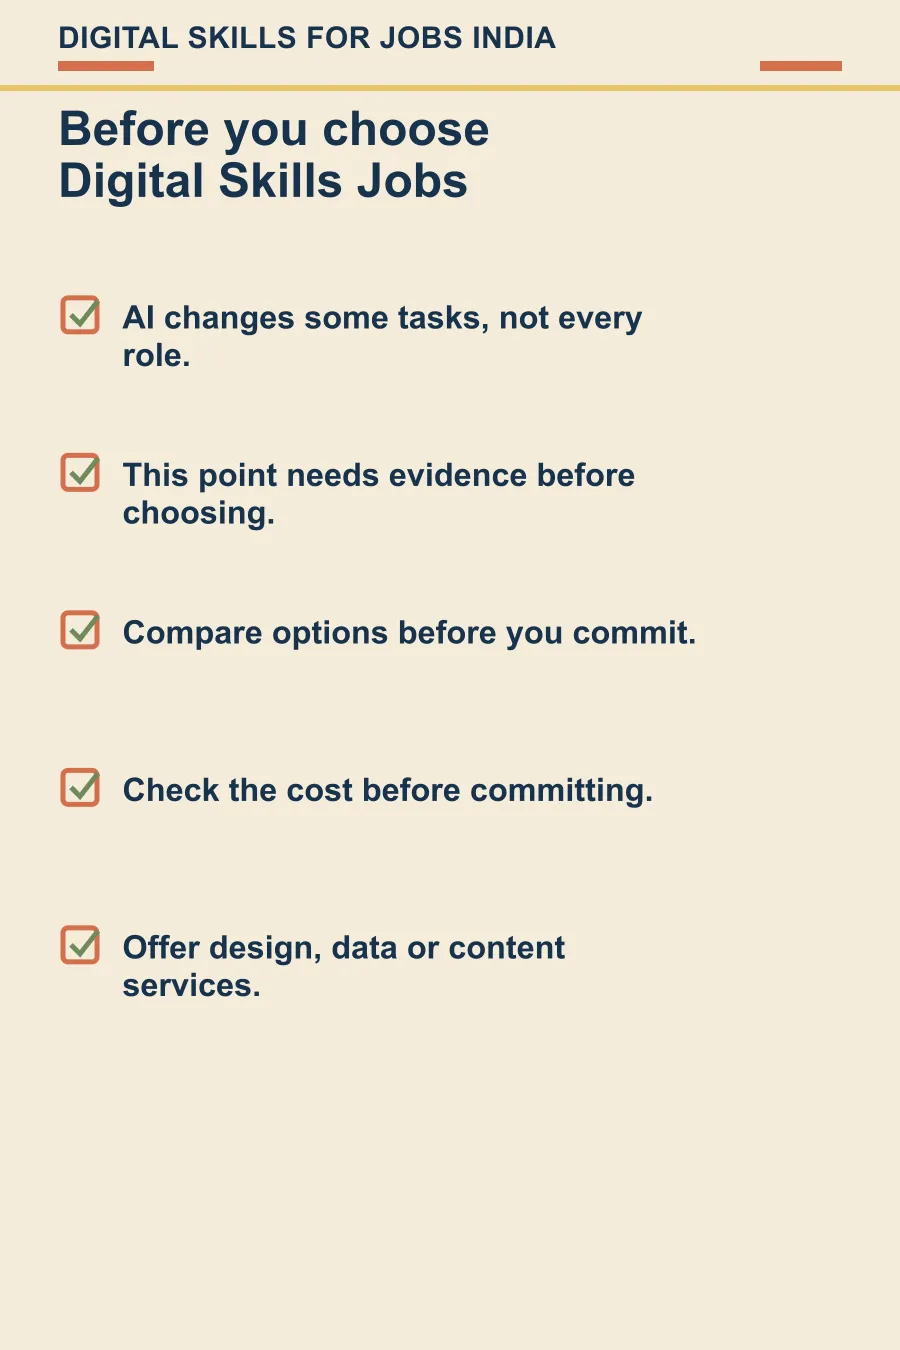 DIGITAL SKILLS FOR JOBS INDIA
Before you choose
Digital Skills Jobs
AI changes some tasks, not every
role.
This point needs evidence before
choosing.
Compare options before you commit.
Check the cost before committing.
Offer design, data or content
services.